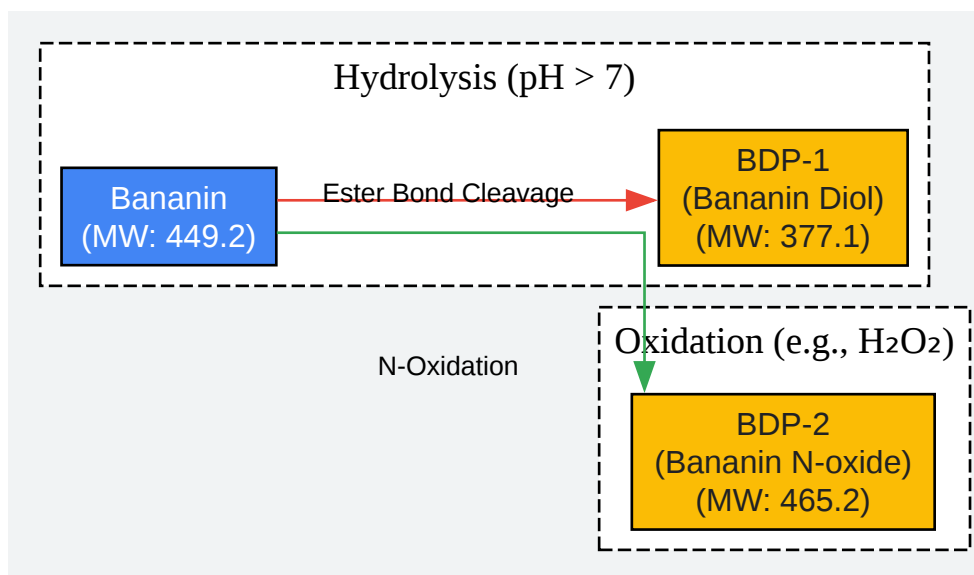 Hydrolysis (pH > 7)
Bananin
(MW: 449.2)
Ester Bond Cleavage
BDP-1
(Bananin Diol)
(MW: 377.1)
Oxidation (e.g., H₂O₂)
N-Oxidation
BDP-2
(Bananin N-oxide)
(MW: 465.2)